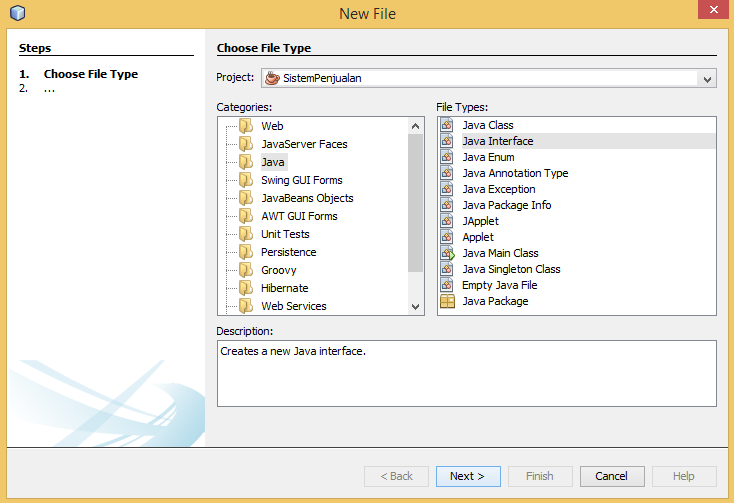 New File
Steps
1. Choose File Type
2. ...
Choose File Type
Project: SistemPenjualan
Categories:
Web
JavaServer Faces
Java
Swing GUI Forms
JavaBeans Objects
AWT GUI Forms
Unit Tests
Persistence
Groovy
Hibernate
Web Services
File Types:
Java Class
Java Interface
Java Enum
Java Annotation Type
Java Exception
Java Package Info
JApplet
Applet
Java Main Class
Java Singleton Class
Empty Java File
Java Package
Description:
Creates a new Java interface.
< Back Next > Finish Cancel Help